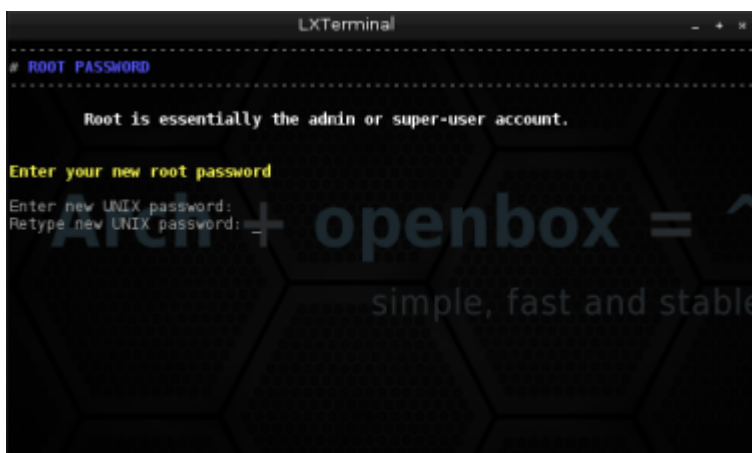 LXTerminal
# ROOT PASSWORD
Root is essentially the admin or super-user account.
Enter your new root password
Enter new UNIX password:
Retype new UNIX password: _
Arch + openbox = ^
simple, fast and stable